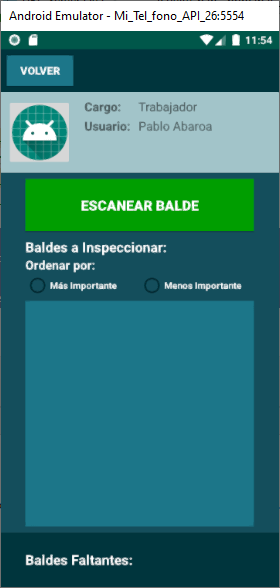 Android Emulator - Mi_Tel_fono_API_26:5554
11:54
VOLVER
Cargo: Trabajador
Usuario: Pablo Abaroa
ESCANEAR BALDE
Baldes a Inspeccionar:
Ordenar por:
Más Importante Menos Importante
Baldes Faltantes: